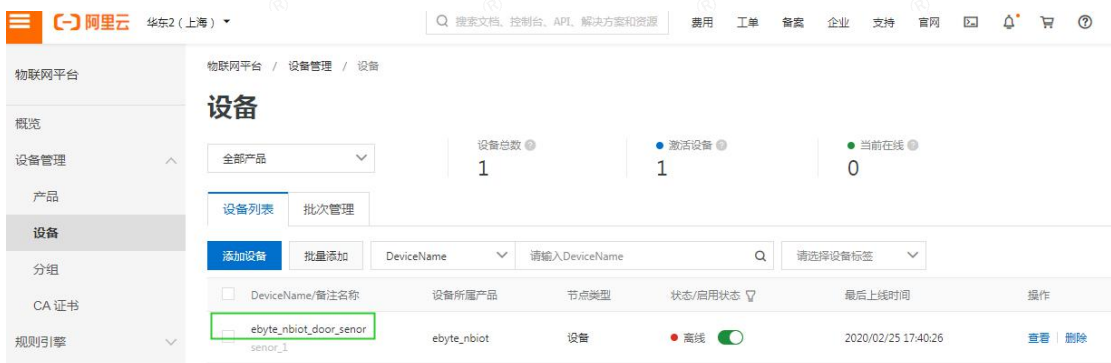 阿里云 华东2（上海） 搜索文档、控制台、API、解决方案和资源 费用 工单 备案 企业 支持 官网
物联网平台
概览
设备管理
产品
设备
分组
CA 证书
规则引擎
物联网平台 / 设备管理 / 设备
设备
全部产品
设备总数
1
激活设备
1
当前在线
0
设备列表 批次管理
添加设备 批量添加 DeviceName 请输入DeviceName 请选择设备标签
DeviceName/备注名称 设备所属产品 节点类型 状态/启用状态 最后上线时间 操作
ebyte_nbiot_door_senor ebyte_nbiot 设备 离线 2020/02/25 17:40:26 查看 删除
senor_1